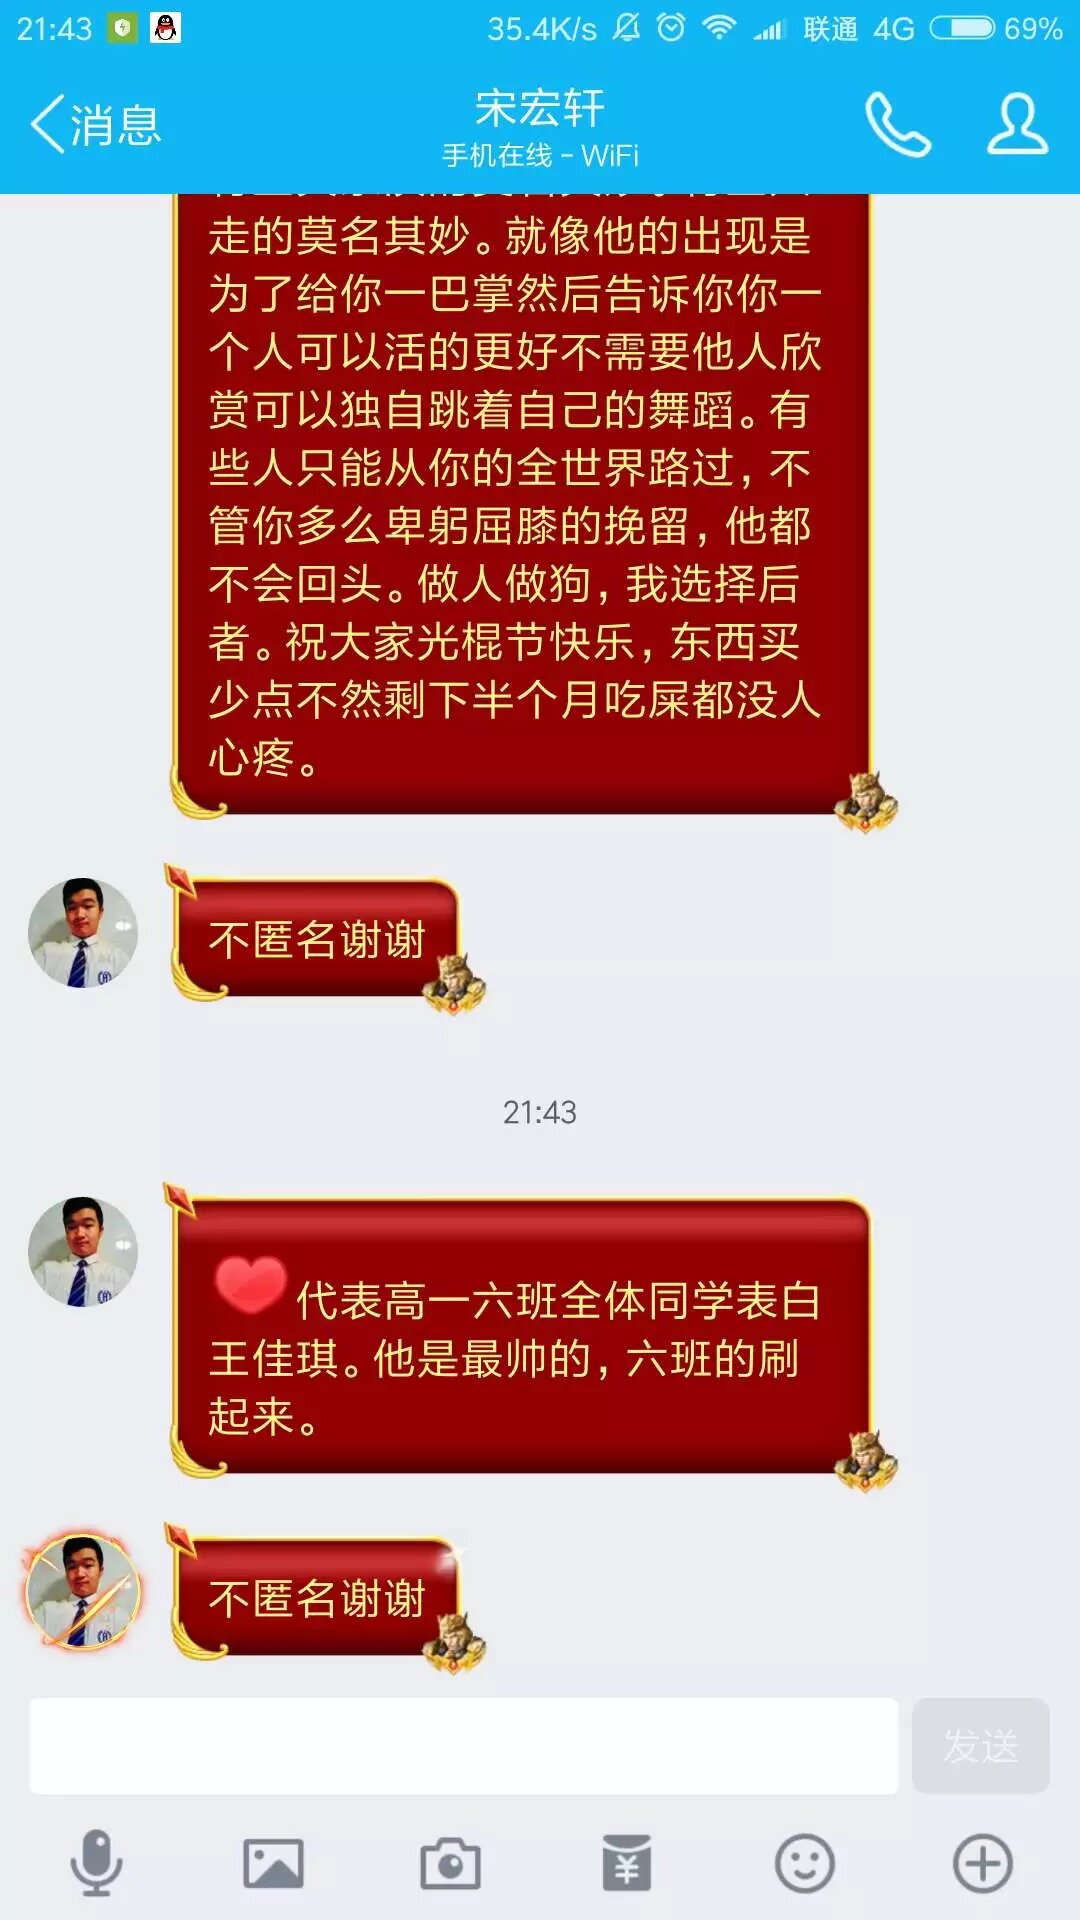 21:43 35.4K/s 联通 4G 69%
消息
宋宏轩
手机在线 - WiFi
走的莫名其妙。就像他的出现是
为了给你一巴掌然后告诉你你一
个人可以活的更好不需要他人欣
赏可以独自跳着自己的舞蹈。有
些人只能从你的全世界路过，不
管你多么卑躬屈膝的挽留，他都
不会回头。做人做狗，我选择后
者。祝大家光棍节快乐，东西买
少点不然剩下半个月吃屎都没人
心疼。
不匿名谢谢
21:43
代表高一六班全体同学表白
王佳琪。他是最帅的，六班的刷
起来。
不匿名谢谢
发送